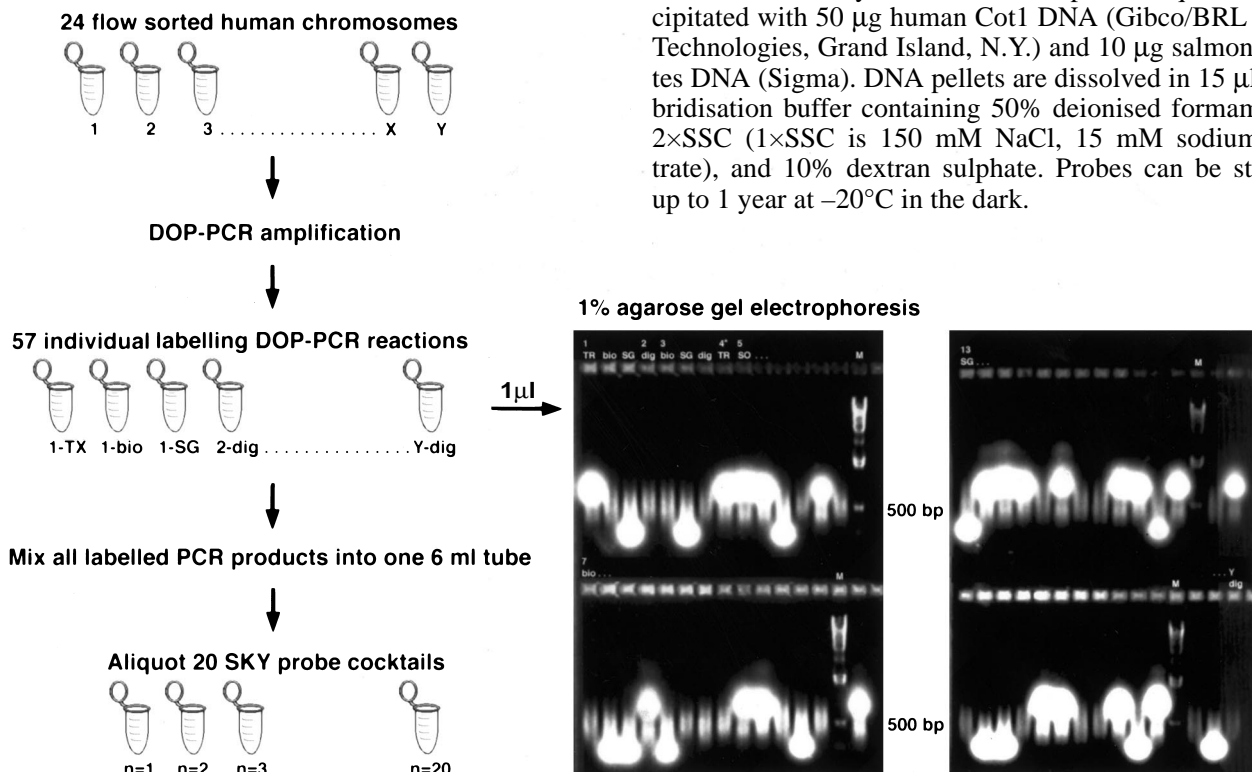 24 flow sorted human chromosomes
1 2 3 . . . . . . . . . . . . . . . . X Y
DOP-PCR amplification
57 individual labelling DOP-PCR reactions
1-TX 1-bio 1-SG 2-dig . . . . . . . . . . . . . . . Y-dig
1µl
Mix all labelled PCR products into one 6 ml tube
Aliquot 20 SKY probe cocktails
n=1 n=2 n=3 n=20
cipitated with 50 µg human Cot1 DNA (Gibco/BRL
Technologies, Grand Island, N.Y.) and 10 µg salmon
tes DNA (Sigma). DNA pellets are dissolved in 15 µl
bridisation buffer containing 50% deionised formam
2×SSC (1×SSC is 150 mM NaCl, 15 mM sodium
trate), and 10% dextran sulphate. Probes can be st
up to 1 year at –20°C in the dark.
1% agarose gel electrophoresis
1 2 3 4* 5
TR bio SG dig bio SG dig TR SO . . . M
13
SG . . . M
500 bp
7
bio . . . M
. . . Y
M dig
500 bp